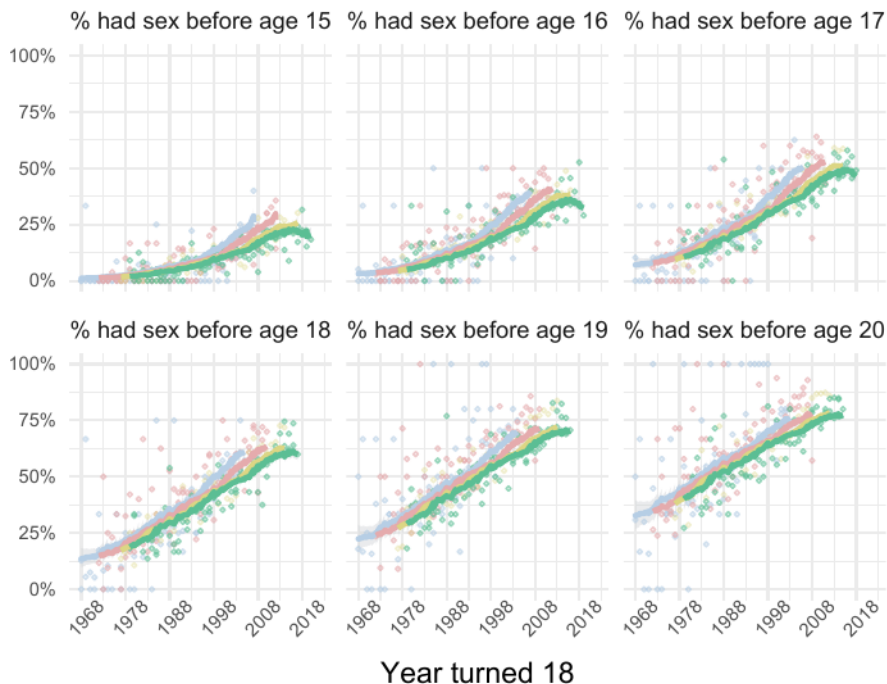 % had sex before age 15 % had sex before age 16 % had sex before age 17
100%
75%
50%
25%
0%
% had sex before age 18 % had sex before age 19 % had sex before age 20
100%
75%
50%
25%
0%
1968 1978 1988 1998 2008 2018 1968 1978 1988 1998 2008 2018 1968 1978 1988 1998 2008 2018
Year turned 18